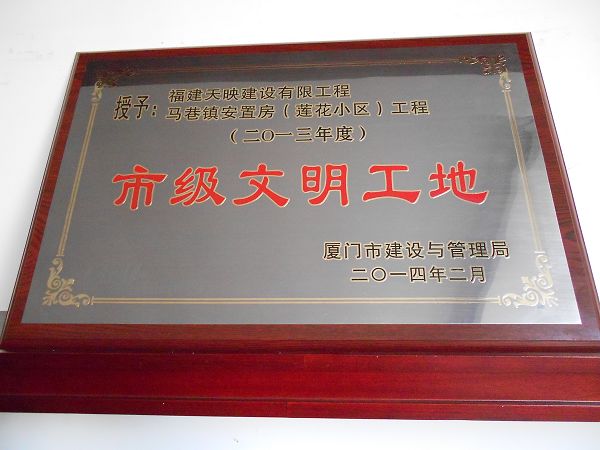 授予：
福建天映建设有限工程
马巷镇安置房（莲花小区）工程
（二〇一三年度）
市级文明工地
厦门市建设与管理局
二〇一四年二月